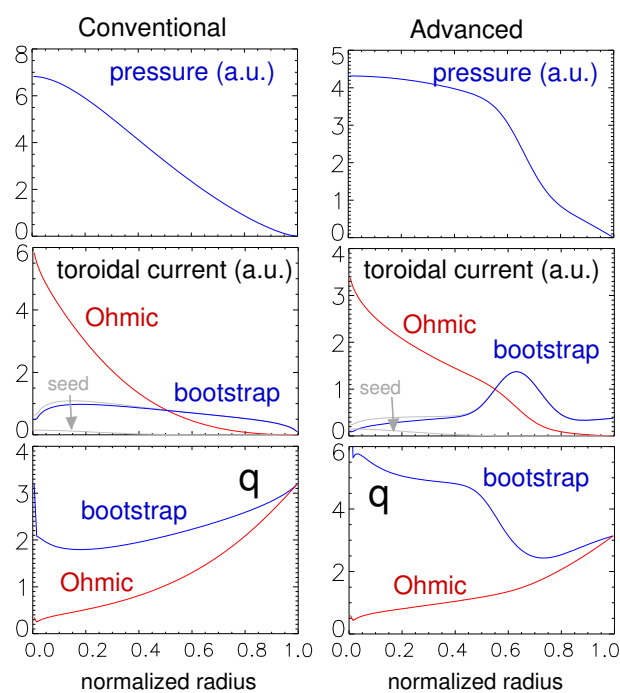 Conventional
Advanced
8
6
4
2
0
pressure (a.u.)
5
4
3
2
1
0
pressure (a.u.)
6
4
2
0
toroidal current (a.u.)
Ohmic
seed
bootstrap
4
3
2
1
0
toroidal current (a.u.)
Ohmic
bootstrap
seed
4
3
2
1
0
q
bootstrap
Ohmic
0.0 0.2 0.4 0.6 0.8 1.0
normalized radius
6
4
2
0
bootstrap
q
Ohmic
0.0 0.2 0.4 0.6 0.8 1.0
normalized radius